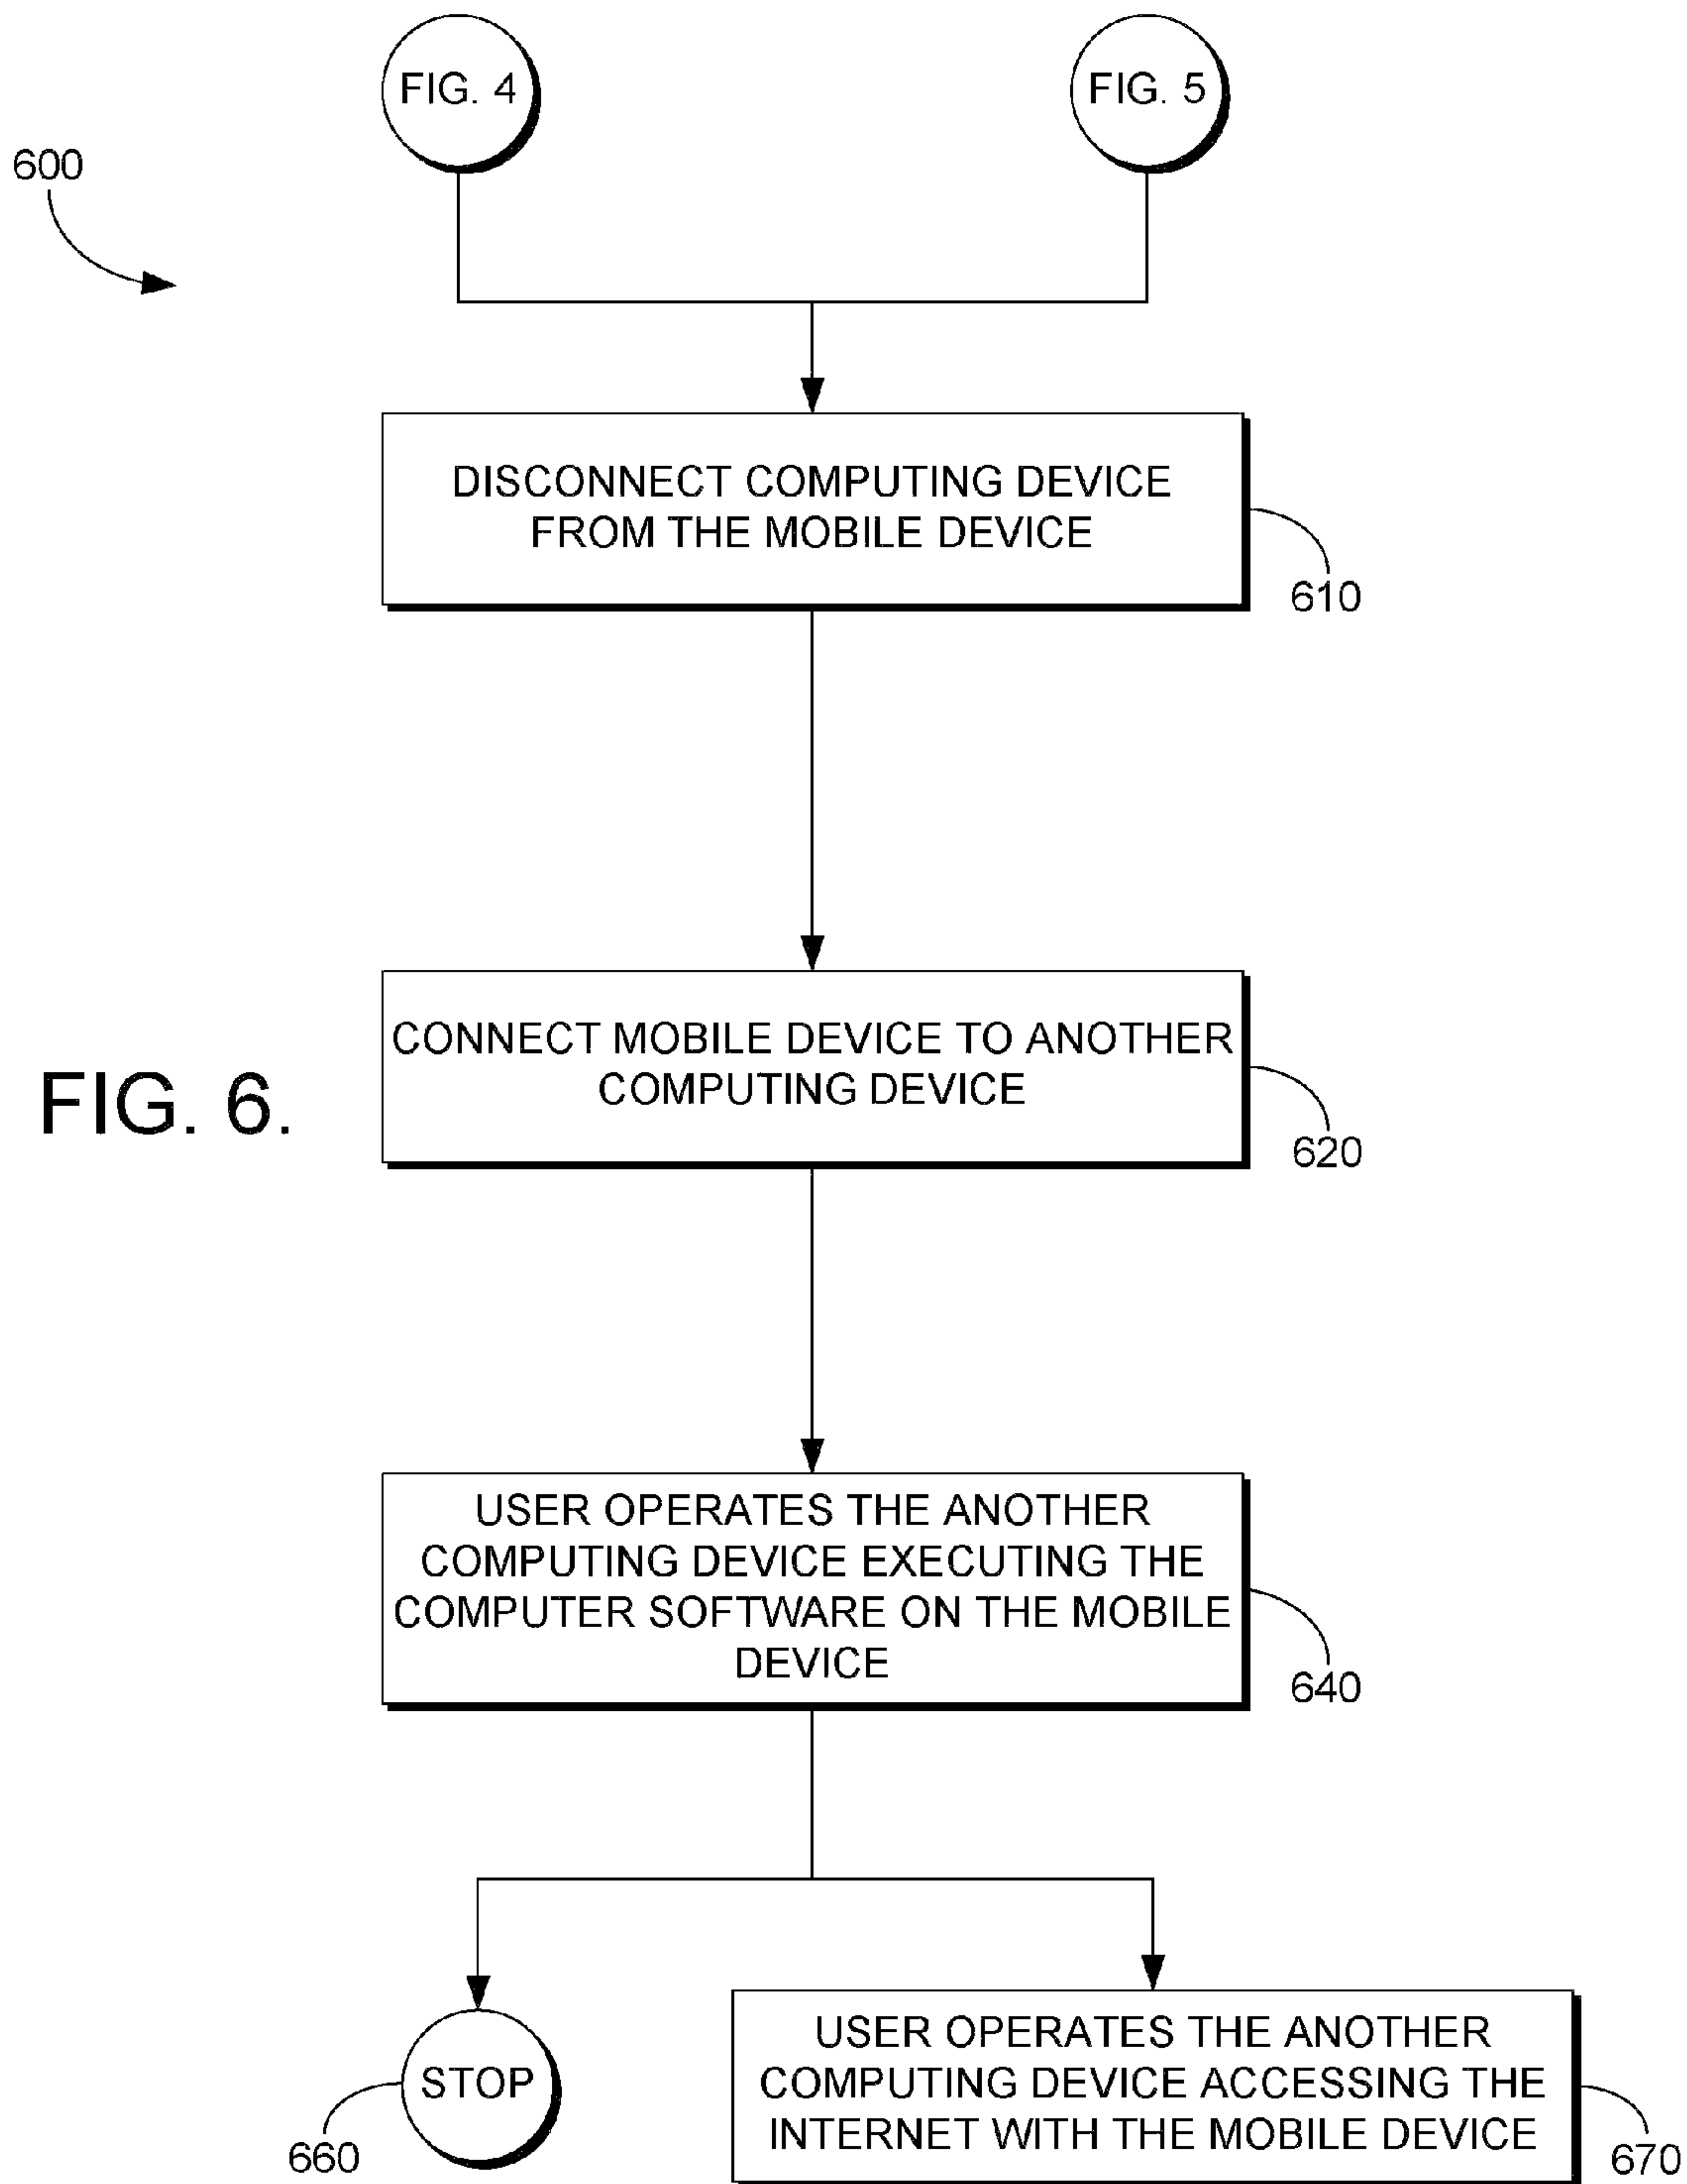 FIG. 4
FIG. 5
600
DISCONNECT COMPUTING DEVICE
FROM THE MOBILE DEVICE
610
CONNECT MOBILE DEVICE TO ANOTHER
COMPUTING DEVICE
620
FIG. 6.
USER OPERATES THE ANOTHER
COMPUTING DEVICE EXECUTING THE
COMPUTER SOFTWARE ON THE MOBILE
DEVICE
640
STOP
660
USER OPERATES THE ANOTHER
COMPUTING DEVICE ACCESSING THE
INTERNET WITH THE MOBILE DEVICE
670